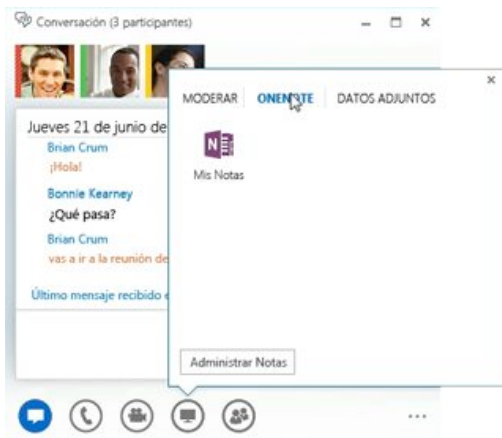 Conversación (3 participantes)
MODERAR ONENOTE DATOS ADJUNTOS
Mis Notas
Jueves 21 de junio de
Brian Crum
¡Hola!
Bonnie Kearney
¿Qué pasa?
Brian Crum
vas a ir a la reunión de
Último mensaje recibido
Administrar Notas